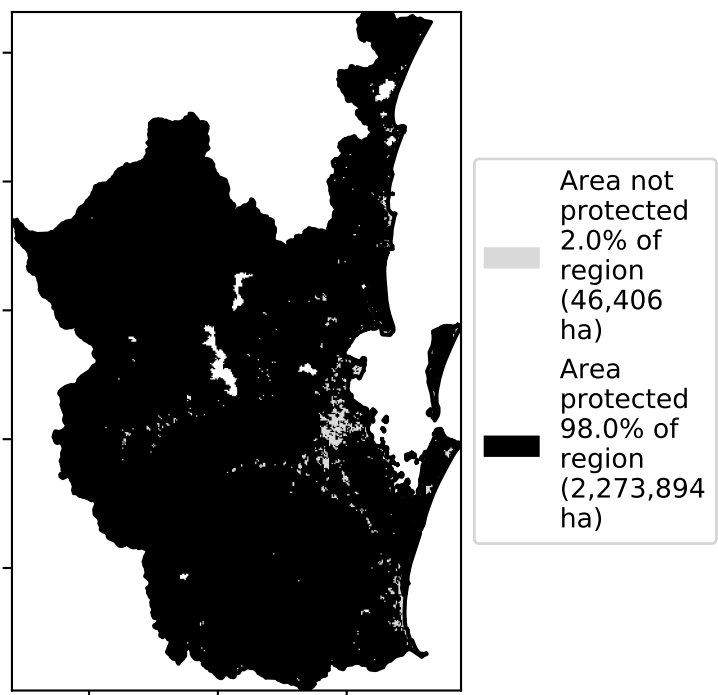 Area not
protected
2.0% of
region
(46,406
ha)
Area
protected
98.0% of
region
(2,273,894
ha)